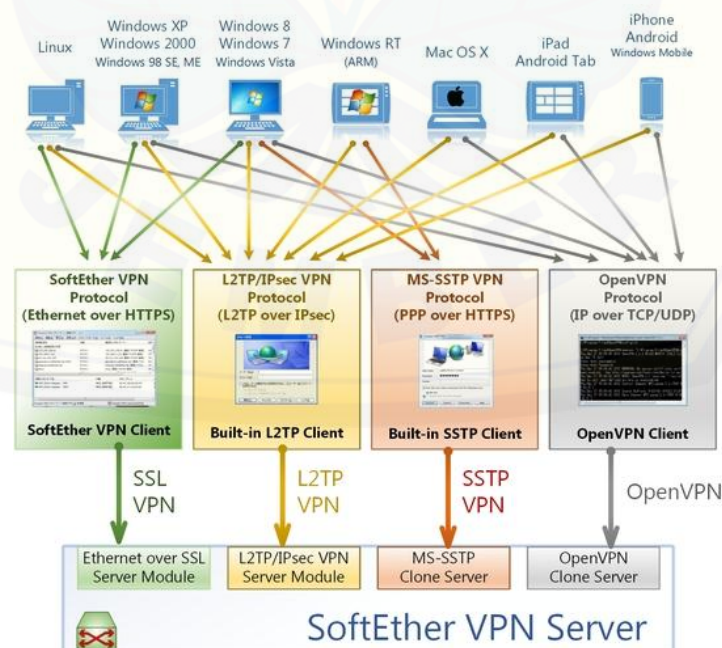 Linux
Windows XP
Windows 2000
Windows 98 SE, ME
Windows 8
Windows 7
Windows Vista
Windows RT
(ARM)
Mac OS X
iPad
Android Tab
iPhone
Android
Windows Mobile
SoftEther VPN
Protocol
(Ethernet over HTTPS)
SoftEther VPN Client
L2TP/IPsec VPN
Protocol
(L2TP over IPsec)
Built-in L2TP Client
MS-SSTP VPN
Protocol
(PPP over HTTPS)
Built-in SSTP Client
OpenVPN
Protocol
(IP over TCP/UDP)
OpenVPN Client
SSL
VPN
L2TP
VPN
SSTP
VPN
OpenVPN
Ethernet over SSL
Server Module
L2TP/IPsec VPN
Server Module
MS-SSTP
Clone Server
OpenVPN
Clone Server
SoftEther VPN Server